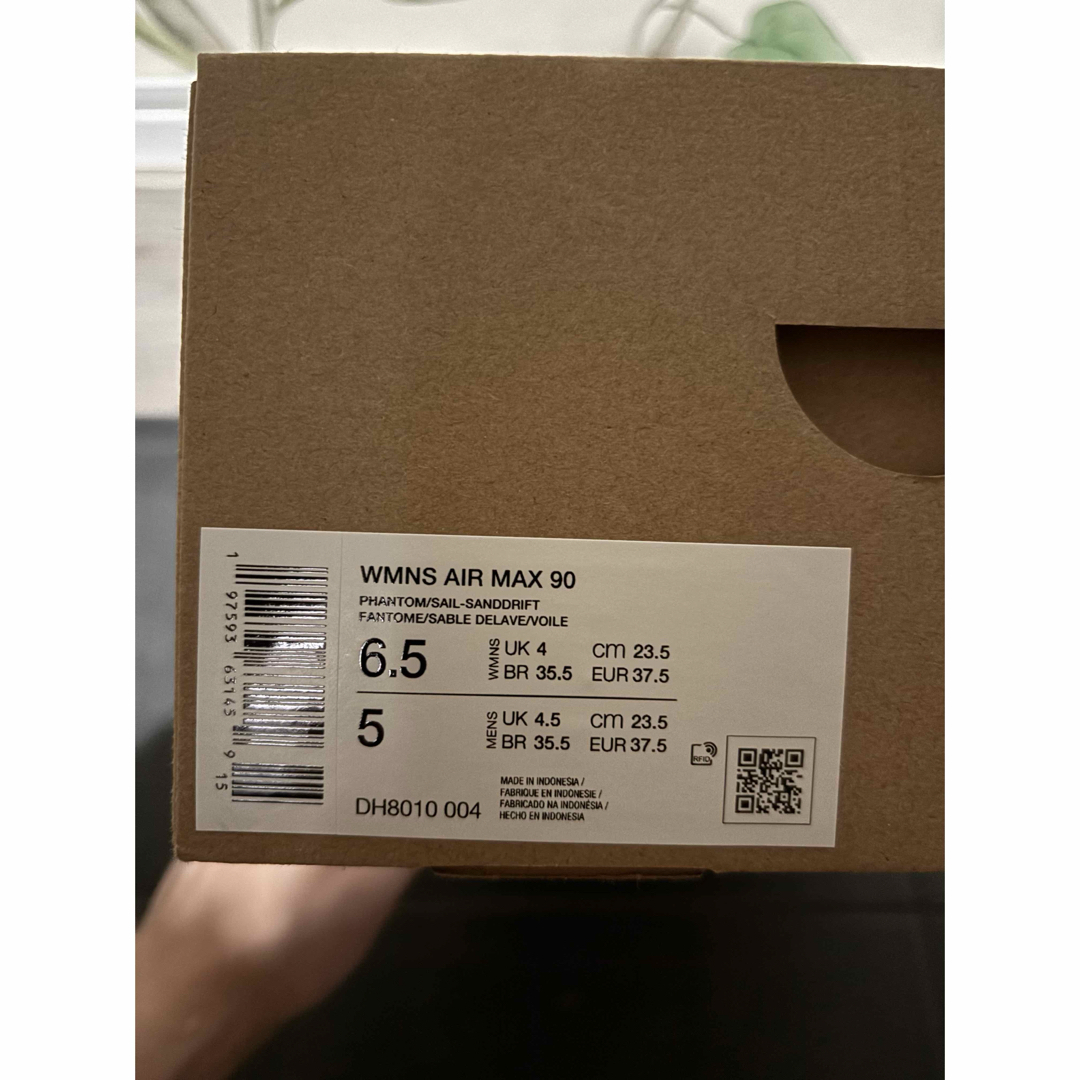 WMNS AIR MAX 90
PHANTOM/SAIL-SANDDRIFT
FANTOME/SABLE DELAVE/VOILE
6.5 WMNS UK 4 cm 23.5
BR 35.5 EUR 37.5
5 MENS UK 4.5 cm 23.5
BR 35.5 EUR 37.5
RFID
DH8010 004
MADE IN INDONESIA /
FABRIQUE EN INDONESIE /
FABRICADO NA INDONÉSIA /
HECHO EN INDONESIA
1 97593 63145 9 15